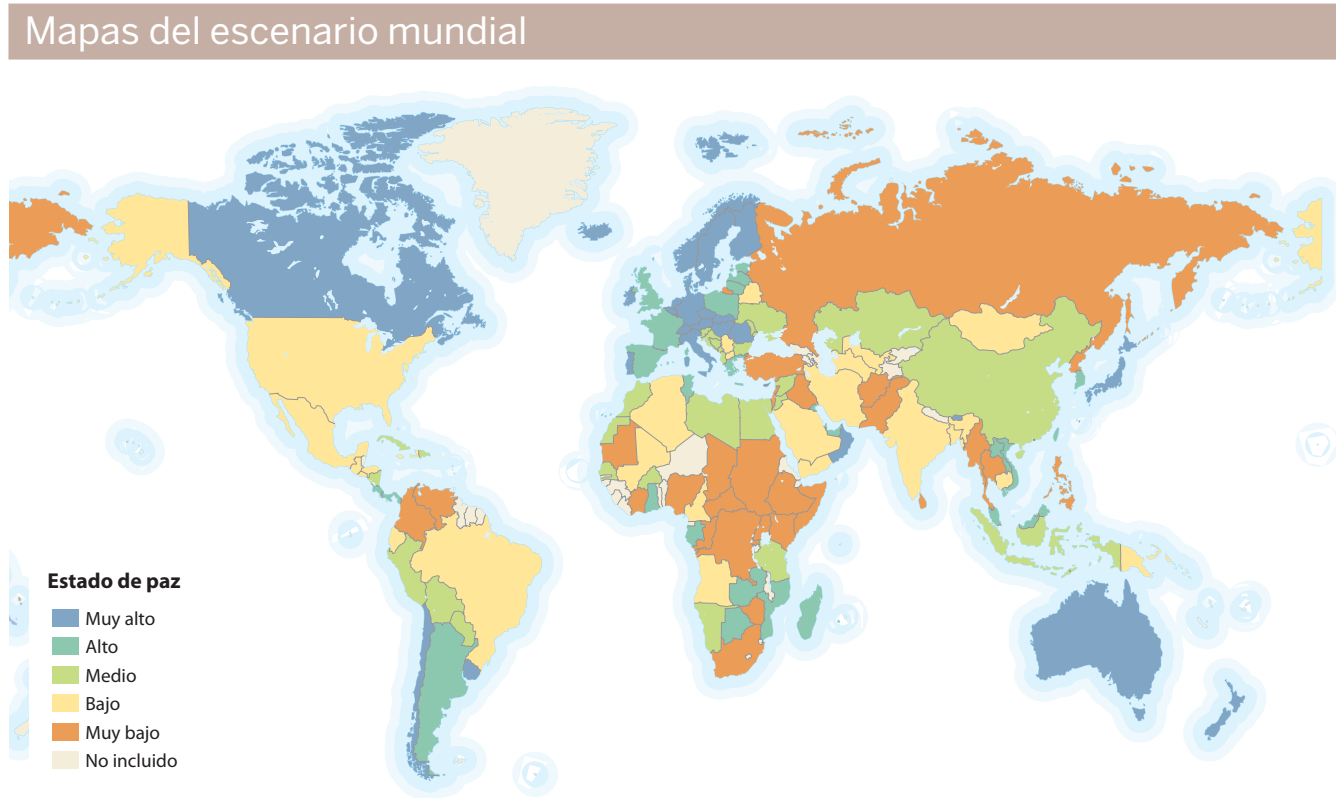 Mapas del escenario mundial
Estado de paz
Muy alto
Alto
Medio
Bajo
Muy bajo
No incluido